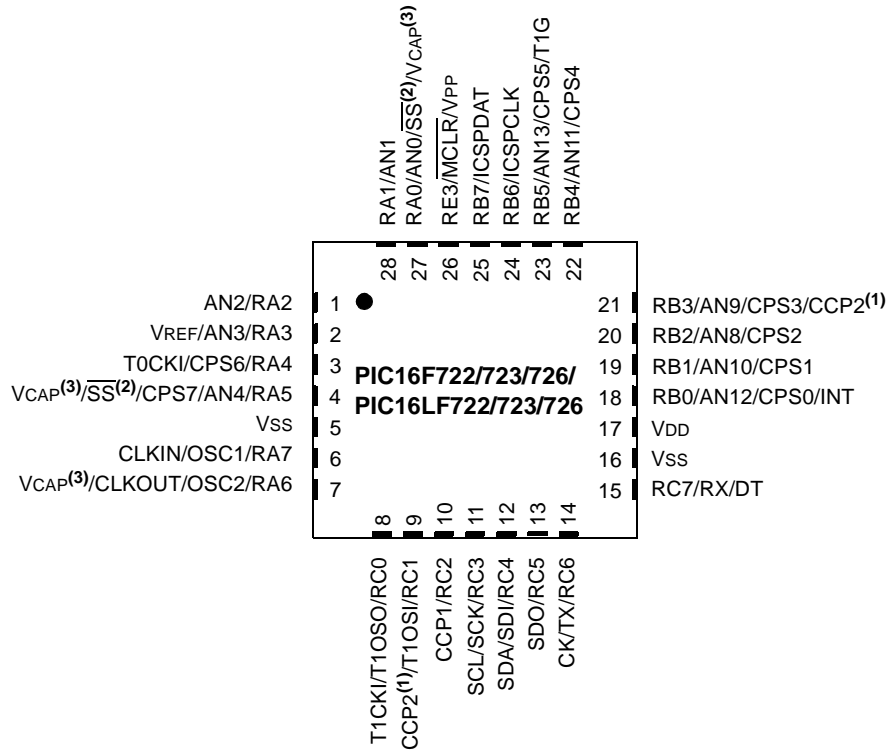 RA1/AN1
RA0/AN0/SS(2)/VCAP(3)
RE3/MCLR/VPP
RB7/ICSPDAT
RB6/ICSPCLK
RB5/AN13/CPS5/T1G
RB4/AN11/CPS4
28 27 26 25 24 23 22
AN2/RA2 1
VREF/AN3/RA3 2
T0CKI/CPS6/RA4 3
VCAP(3)/SS(2)/CPS7/AN4/RA5 4
VSS 5
CLKIN/OSC1/RA7 6
VCAP(3)/CLKOUT/OSC2/RA6 7
PIC16F722/723/726/
PIC16LF722/723/726
21 RB3/AN9/CPS3/CCP2(1)
20 RB2/AN8/CPS2
19 RB1/AN10/CPS1
18 RB0/AN12/CPS0/INT
17 VDD
16 VSS
15 RC7/RX/DT
8 9 10 11 12 13 14
T1CKI/T1OSO/RC0
CCP2(1)/T1OSI/RC1
CCP1/RC2
SCL/SCK/RC3
SDA/SDI/RC4
SDO/RC5
CK/TX/RC6